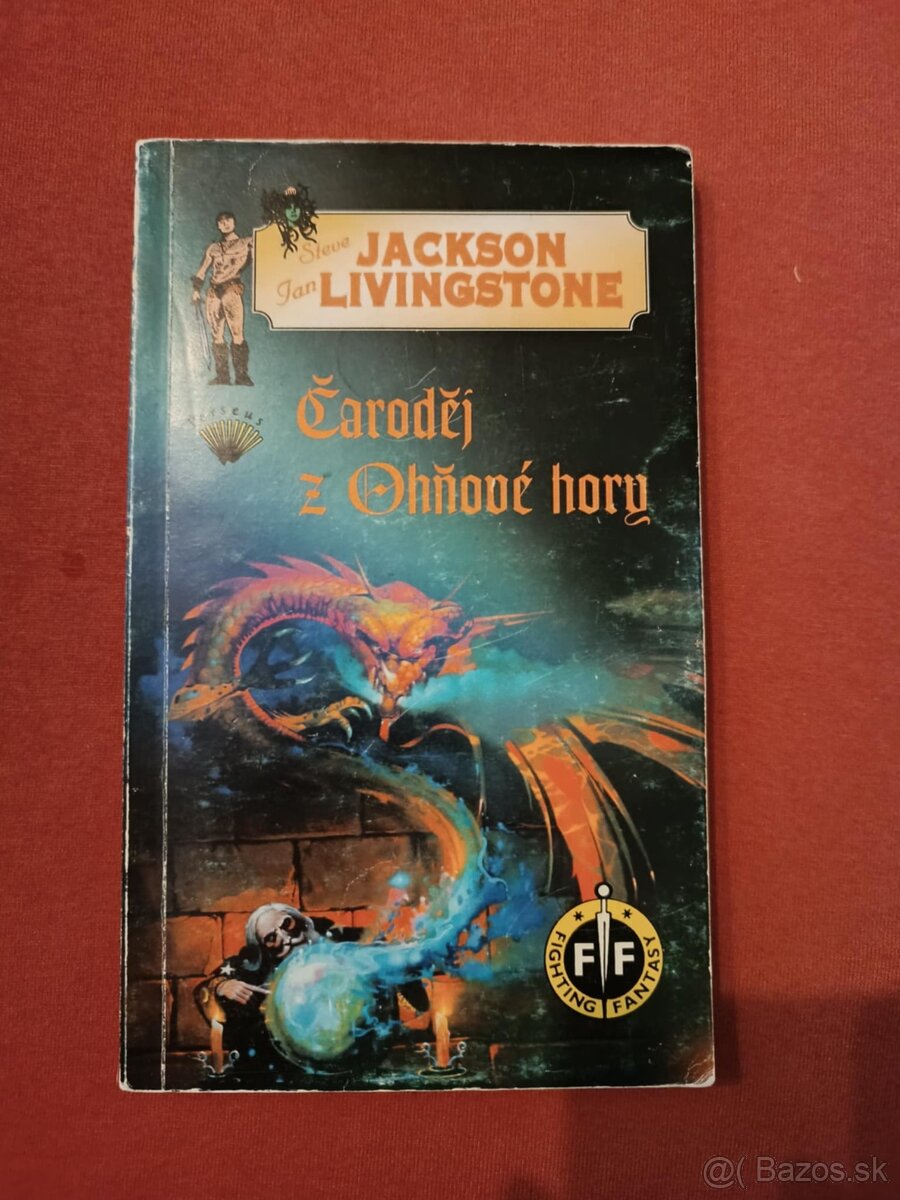 Steve JACKSON
Ian LIVINGSTONE
Perseus
Čaroděj
z Ohňové hory
FF
FIGHTING FANTASY
@( Bazos.sk